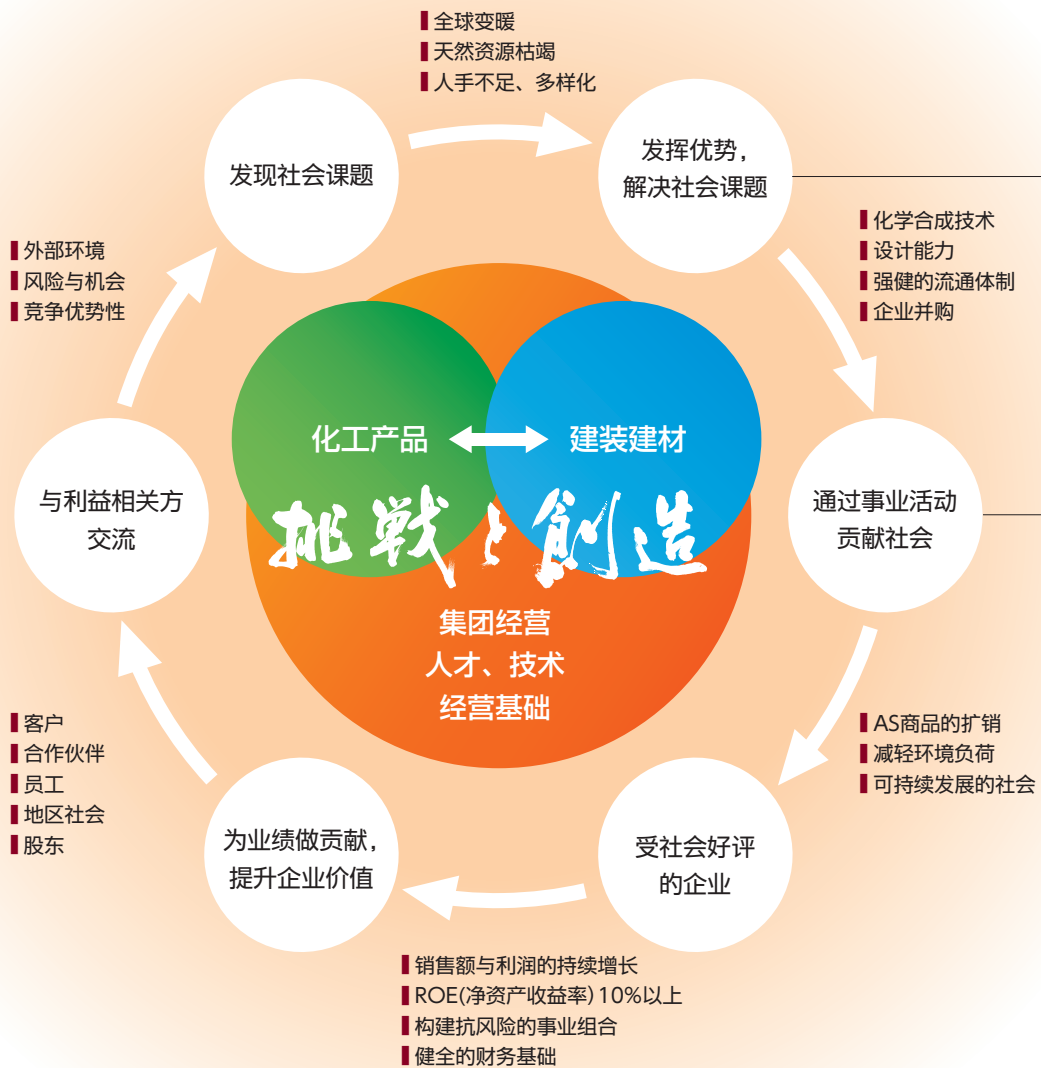 全球变暖
天然资源枯竭
人手不足、多样化
发现社会课题
发挥优势，
解决社会课题
化学合成技术
设计能力
强健的流通体制
企业并购
外部环境
风险与机会
竞争优势性
化工产品
建装建材
挑戦と創造
集团经营
人才、技术
经营基础
与利益相关方
交流
通过事业活动
贡献社会
AS商品的扩销
减轻环境负荷
可持续发展的社会
客户
合作伙伴
员工
地区社会
股东
为业绩做贡献，
提升企业价值
受社会好评
的企业
销售额与利润的持续增长
ROE(净资产收益率)10%以上
构建抗风险的事业组合
健全的财务基础